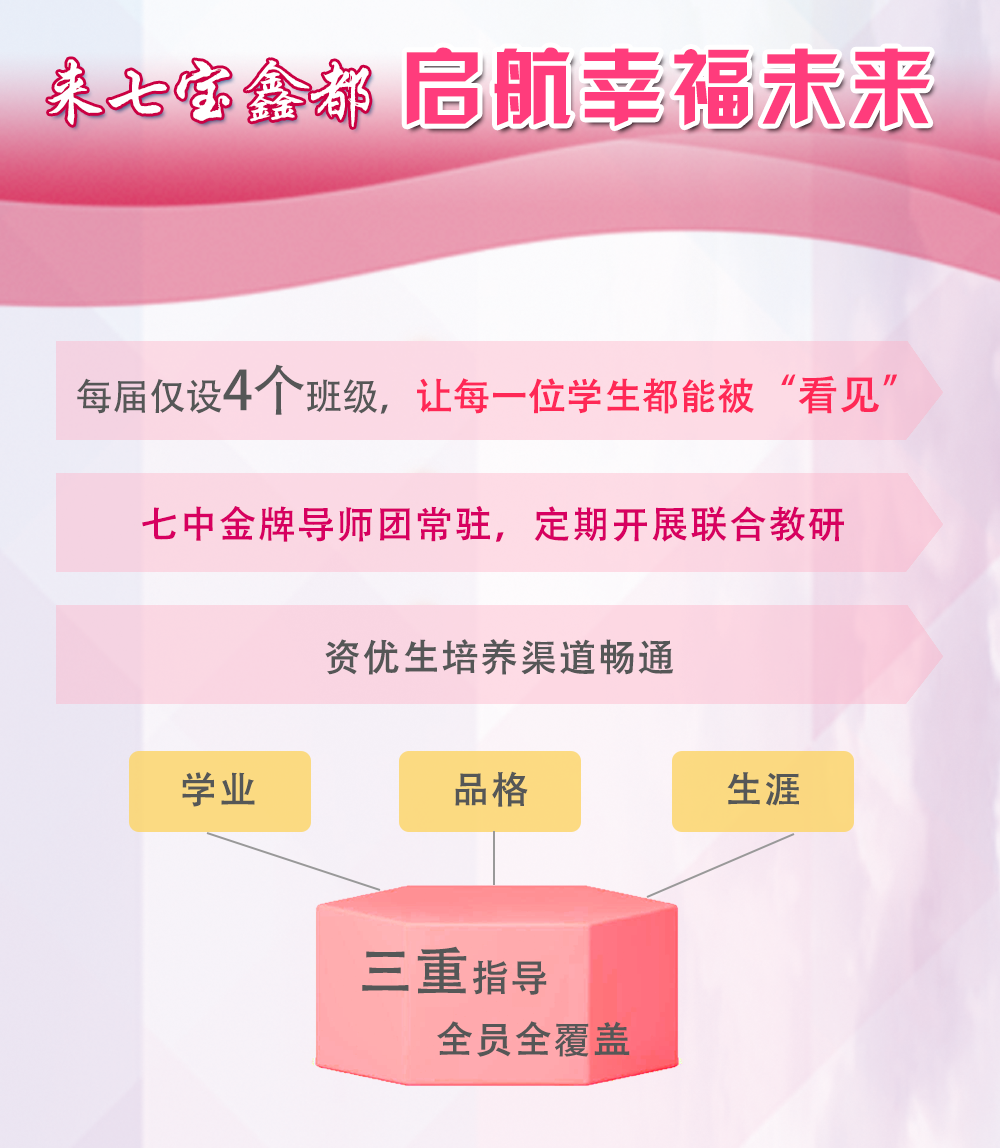 来七宝鑫都 启航幸福未来
每届仅设4个班级，让每一位学生都能被“看见”
七中金牌导师团常驻，定期开展联合教研
资优生培养渠道畅通
学业 品格 生涯
三重指导
全员全覆盖